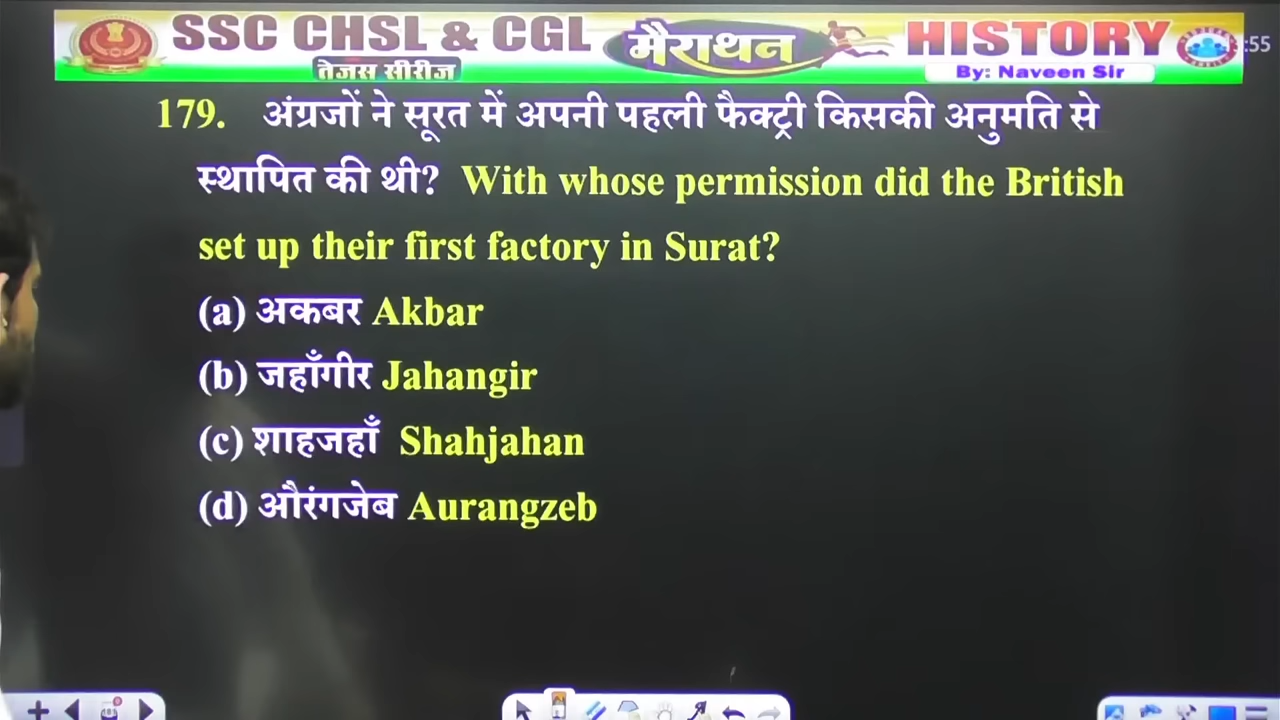 SSC CHSL & CGL मैराथन HISTORY
:55
तेजस सीरीज
By: Naveen Sir
179. अंग्रजों ने सूरत में अपनी पहली फैक्ट्री किसकी अनुमति से
स्थापित की थी? With whose permission did the British
set up their first factory in Surat?
(a) अकबर Akbar
(b) जहाँगीर Jahangir
(c) शाहजहाँ Shahjahan
(d) औरंगजेब Aurangzeb